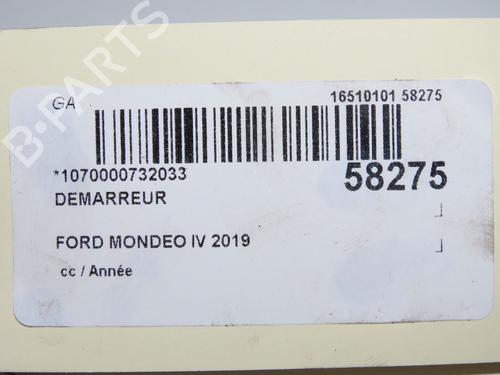 GA
16510101 58275
*1070000732033
58275
DEMARREUR
FORD MONDEO IV 2019
cc / Année
B-PARTS